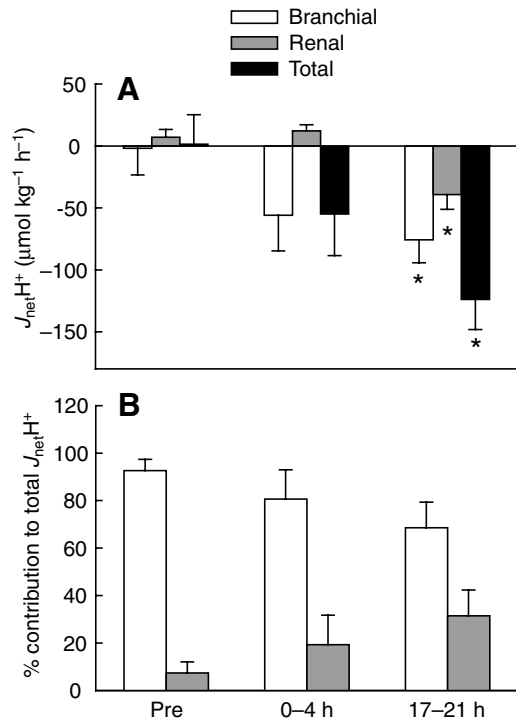 Branchial
Renal
Total
A
50
0
-50
−100
−150
JnetH+ (μmol kg−1 h−1)
*
*
*
B
120
100
80
60
40
20
0
% contribution to total JnetH+
Pre
0–4 h
17–21 h